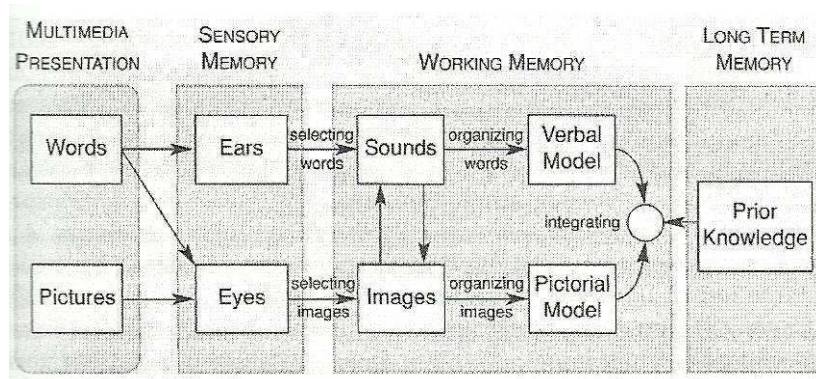 MULTIMEDIA
PRESENTATION
SENSORY
MEMORY
WORKING MEMORY
LONG TERM
MEMORY
Words
Ears
selecting
words
Sounds
organizing
words
Verbal
Model
integrating
Prior
Knowledge
Pictures
Eyes
selecting
images
Images
organizing
images
Pictorial
Model